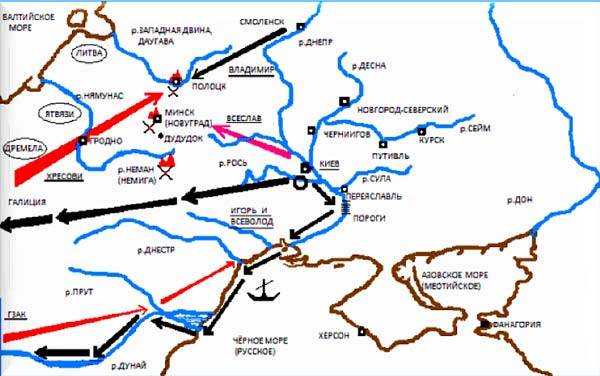 БАЛТИЙСКОЕ
МОРЕ
р.ЗАПАДНАЯ ДВИНА,
ДАУГАВА
СМОЛЕНСК
р.ДНЕПР
ЛИТВА
р.ДЕСНА
ВЛАДИМИР
ПОЛОЦК
р.НЯМУНАС
НОВГОРОД-СЕВЕРСКИЙ
ЯТВЯЗИ
МИНСК
(НОВУГРАД)
ВСЕСЛАВ
р.СЕЙМ
ЧЕРНИГОВ
КУРСК
ДУДУДОК
ГРОДНО
ПУТИВЛЬ
ДРЕМЕЛА
р.НЕМАН
(НЕМИГА)
р.РОСЬ
КИЕВ
ХРЕСОВИ
р.СУЛА
ПЕРЕЯСЛАВЛЬ
ГАЛИЦИЯ
р.ДОН
ИГОРЬ И
ВСЕВОЛОД
ПОРОГИ
р.ДНЕСТР
АЗОВСКОЕ МОРЕ
(МЕОТИЙСКОЕ)
р.ПРУТ
ГЗАК
ФАНАГОРИЯ
ЧЁРНОЕ МОРЕ
(РУССКОЕ)
ХЕРСОН
р.ДУНАЙ